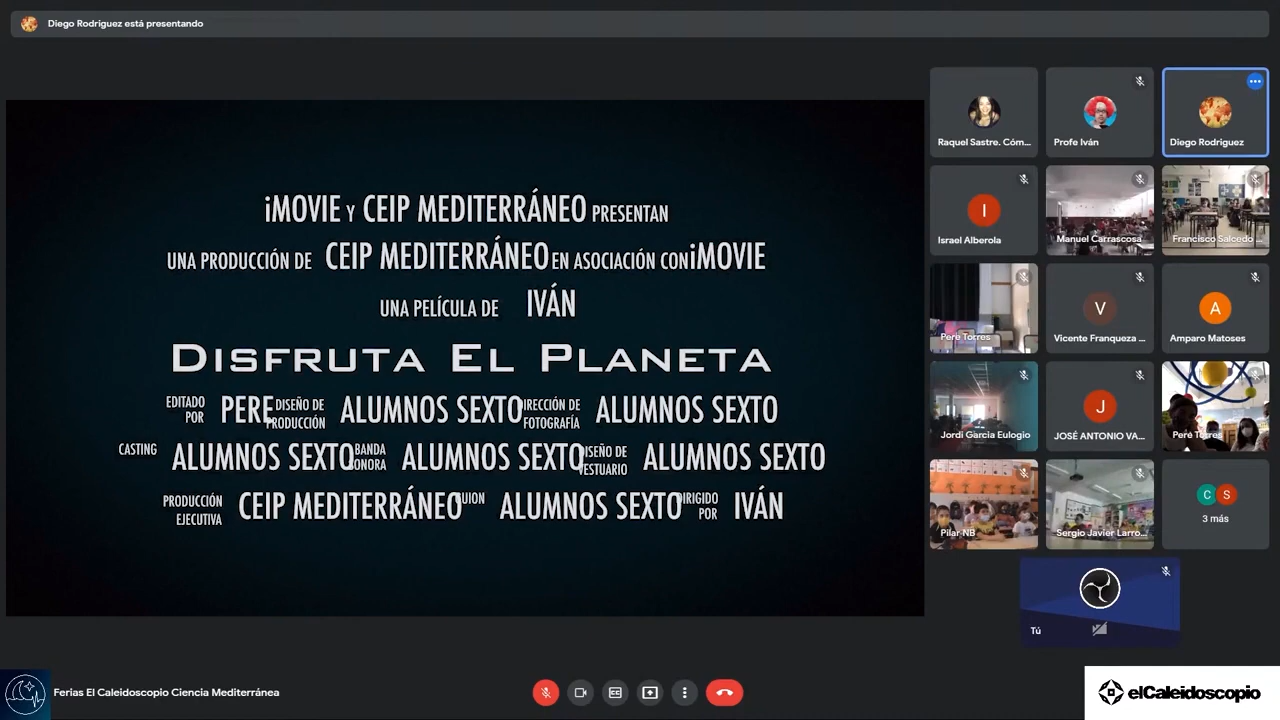 Diego Rodriguez está presentando
iMOVIE Y CEIP MEDITERRÁNEO PRESENTAN
UNA PRODUCCIÓN DE CEIP MEDITERRÁNEO EN ASOCIACIÓN CON iMOVIE
UNA PELÍCULA DE IVÁN
DISFRUTA EL PLANETA
EDITADO POR PERE DISEÑO DE PRODUCCIÓN ALUMNOS SEXTO DIRECCIÓN DE FOTOGRAFÍA ALUMNOS SEXTO
CASTING ALUMNOS SEXTO BANDA SONORA ALUMNOS SEXTO DISEÑO DE VESTUARIO ALUMNOS SEXTO
PRODUCCIÓN EJECUTIVA CEIP MEDITERRÁNEO GUION ALUMNOS SEXTO DIRIGIDO POR IVÁN
Raquel Sastre. Cóm...
Profe Iván
Diego Rodriguez
I
Israel Alberola
Manuel Carrascosa
Francisco Salcedo ...
Pere Torres
V
Vicente Franqueza ...
A
Amparo Matoses
Jordi Garcia Eulogio
J
JOSÉ ANTONIO VA...
Pere Torres
Pilar NB
Sergio Javier Larro...
C S
3 más
Tú
Ferias El Caleidoscopio Ciencia Mediterránea
elCaleidoscopio